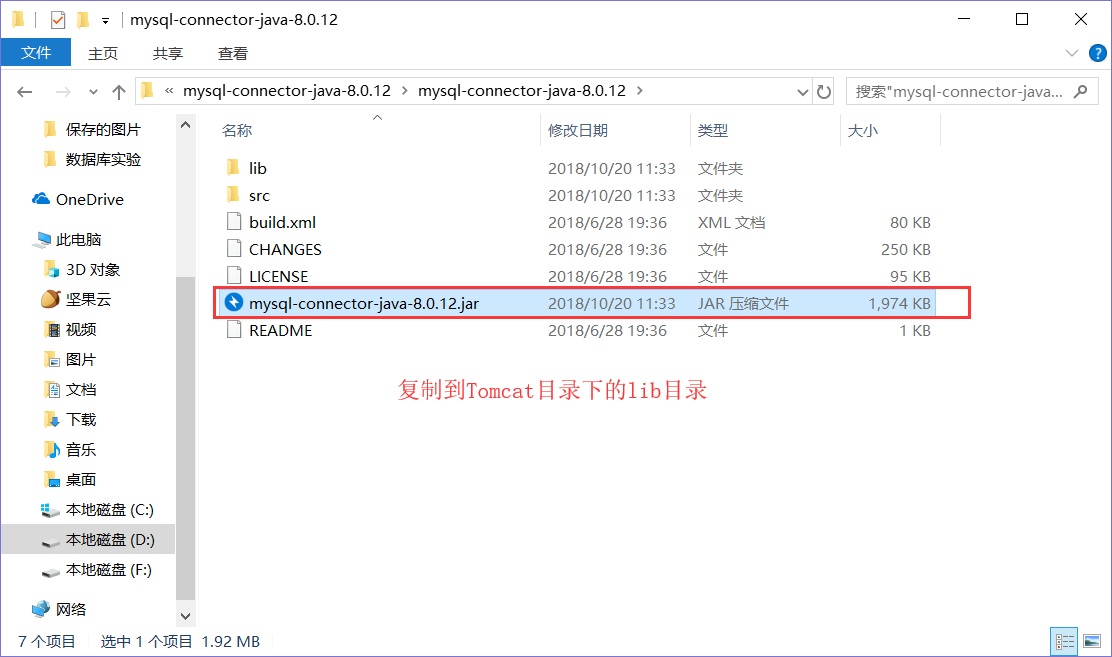 mysql-connector-java-8.0.12
文件 主页 共享 查看
« mysql-connector-java-8.0.12 mysql-connector-java-8.0.12 搜索"mysql-connector-java...
名称 修改日期 类型 大小
保存的图片
数据库实验
OneDrive
此电脑
3D 对象
坚果云
视频
图片
文档
下载
音乐
桌面
本地磁盘 (C:)
本地磁盘 (D:)
本地磁盘 (F:)
网络
lib 2018/10/20 11:33 文件夹
src 2018/10/20 11:33 文件夹
build.xml 2018/6/28 19:36 XML 文档 80 KB
CHANGES 2018/6/28 19:36 文件 250 KB
LICENSE 2018/6/28 19:36 文件 95 KB
mysql-connector-java-8.0.12.jar 2018/10/20 11:33 JAR 压缩文件 1,974 KB
README 2018/6/28 19:36 文件 1 KB
复制到Tomcat目录下的lib目录
7 个项目 选中 1 个项目 1.92 MB